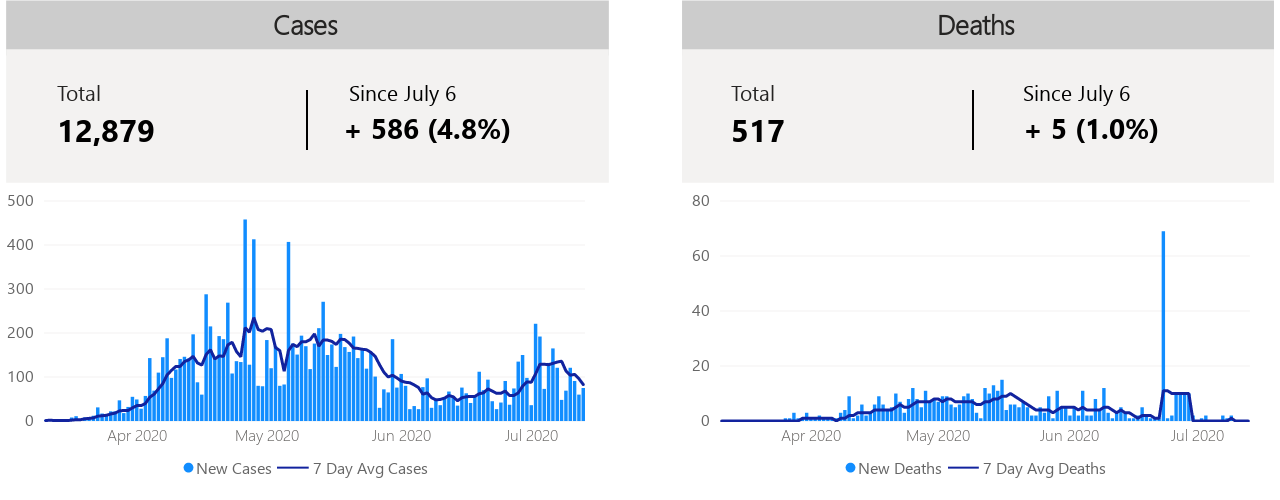 Cases
Total
Since July 6
12,879
+ 586 (4.8%)
500
400
300
200
100
0
Apr 2020
May 2020
Jun 2020
Jul 2020
New Cases
7 Day Avg Cases
Deaths
Total
Since July 6
517
+ 5 (1.0%)
80
60
40
20
0
Apr 2020
May 2020
Jun 2020
Jul 2020
New Deaths
7 Day Avg Deaths